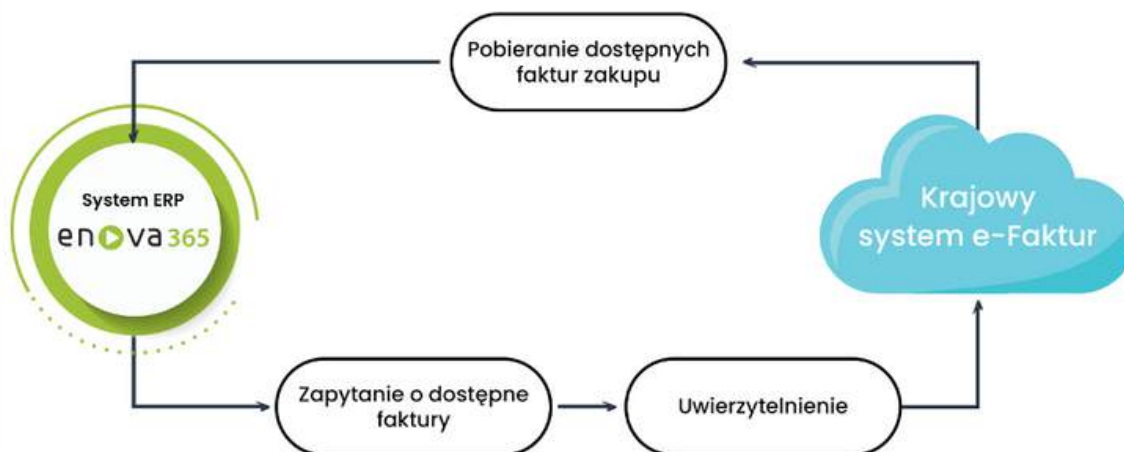 Pobieranie dostępnych
faktur zakupu
System ERP
enova365
Krajowy
system e-Faktur
Zapytanie o dostępne
faktury
Uwierzytelnienie